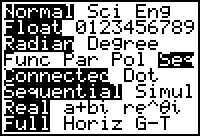 Normal Sci Eng
Float 0123456789
Radian Degree
Func Par Pol Seq
Connected Dot
Sequential Simul
Real a+bi re^θi
Full Horiz G-T